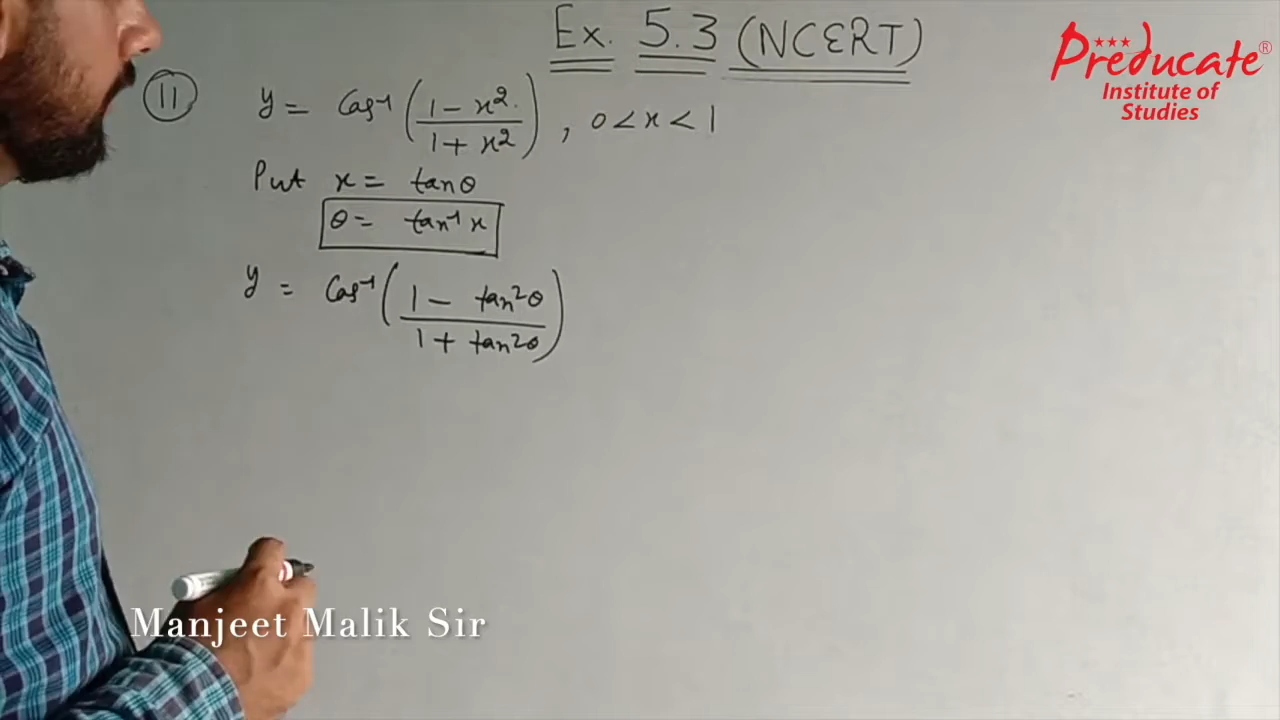 Ex. 5.3 (NCERT)
Preducate®
Institute of
Studies
11 y = Cos⁻¹ ( (1 - x²) / (1 + x²) ) , 0 < x < 1
Put x = tanθ
θ = tan⁻¹ x
y = Cos⁻¹ ( (1 - tan²θ) / (1 + tan²θ) )
Manjeet Malik Sir